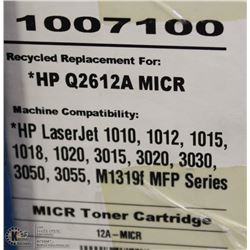 1007100
Recycled Replacement For:
*HP Q2612A MICR
Machine Compatibility:
*HP LaserJet 1010, 1012, 1015,
1018, 1020, 3015, 3020, 3030,
3050, 3055, M1319f MFP Series
MICR Toner Cartridge
12A-MICR